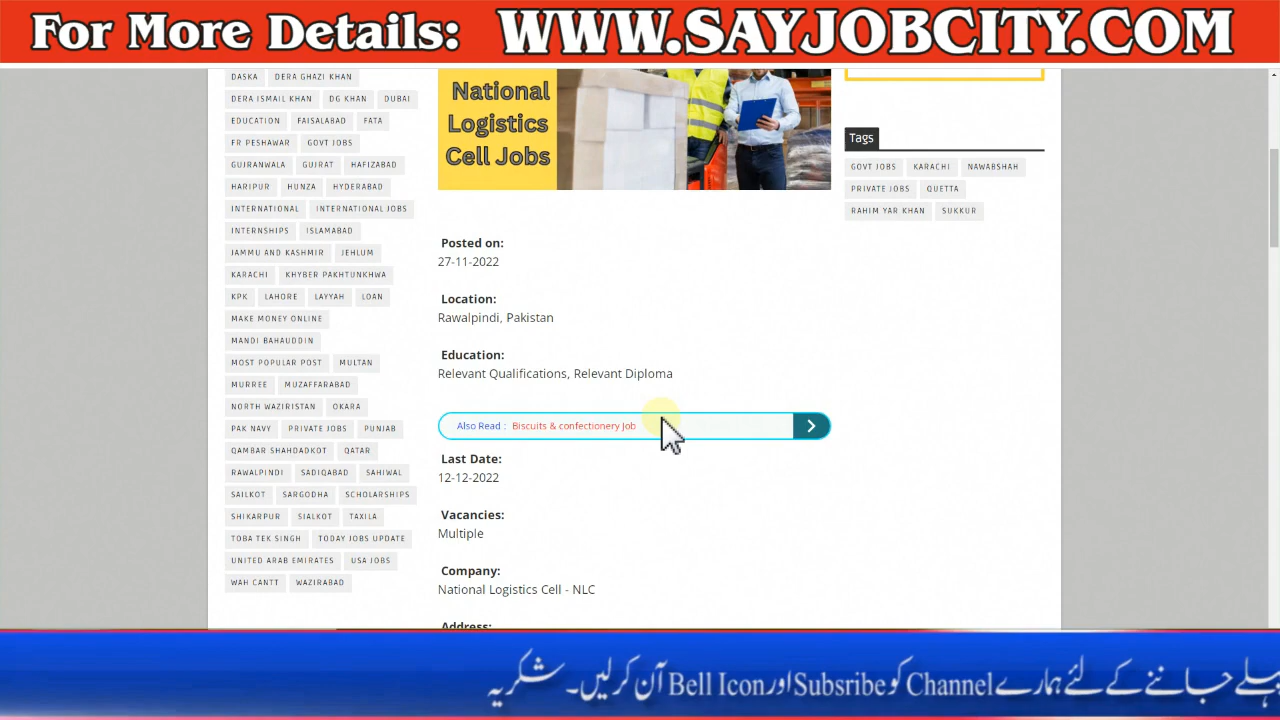 For More Details: WWW.SAYJOBCITY.COM
DASKA DERA GHAZI KHAN
DERA ISMAIL KHAN DG KHAN DUBAI
EDUCATION FAISALABAD FATA
FR PESHAWAR GOVT JOBS
GUJRANWALA GUJRAT HAFIZABAD
HARIPUR HUNZA HYDERABAD
INTERNATIONAL INTERNATIONAL JOBS
INTERNSHIPS ISLAMABAD
JAMMU AND KASHMIR JEHLUM
KARACHI KHYBER PAKHTUNKHWA
KPK LAHORE LAYYAH LOAN
MAKE MONEY ONLINE
MANDI BAHAUDDIN
MOST POPULAR POST MULTAN
MURREE MUZAFFARABAD
NORTH WAZIRISTAN OKARA
PAK NAVY PRIVATE JOBS PUNJAB
QAMBAR SHAHDADKOT QATAR
RAWALPINDI SADIQABAD SAHIWAL
SAILKOT SARGODHA SCHOLARSHIPS
SHIKARPUR SIALKOT TAXILA
TOBA TEK SINGH TODAY JOBS UPDATE
UNITED ARAB EMIRATES USA JOBS
WAH CANTT WAZIRABAD
National
Logistics
Cell Jobs
Posted on:
27-11-2022
Location:
Rawalpindi, Pakistan
Education:
Relevant Qualifications, Relevant Diploma
Also Read : Biscuits & confectionery Job
Last Date:
12-12-2022
Vacancies:
Multiple
Company:
National Logistics Cell - NLC
Address:
Tags
GOVT JOBS KARACHI NAWABSHAH
PRIVATE JOBS QUETTA
RAHIM YAR KHAN SUKKUR
پہلے جاننے کے لئے ہمارے Channel کو Subsribe اور Bell Icon آن کرلیں۔ شکریہ